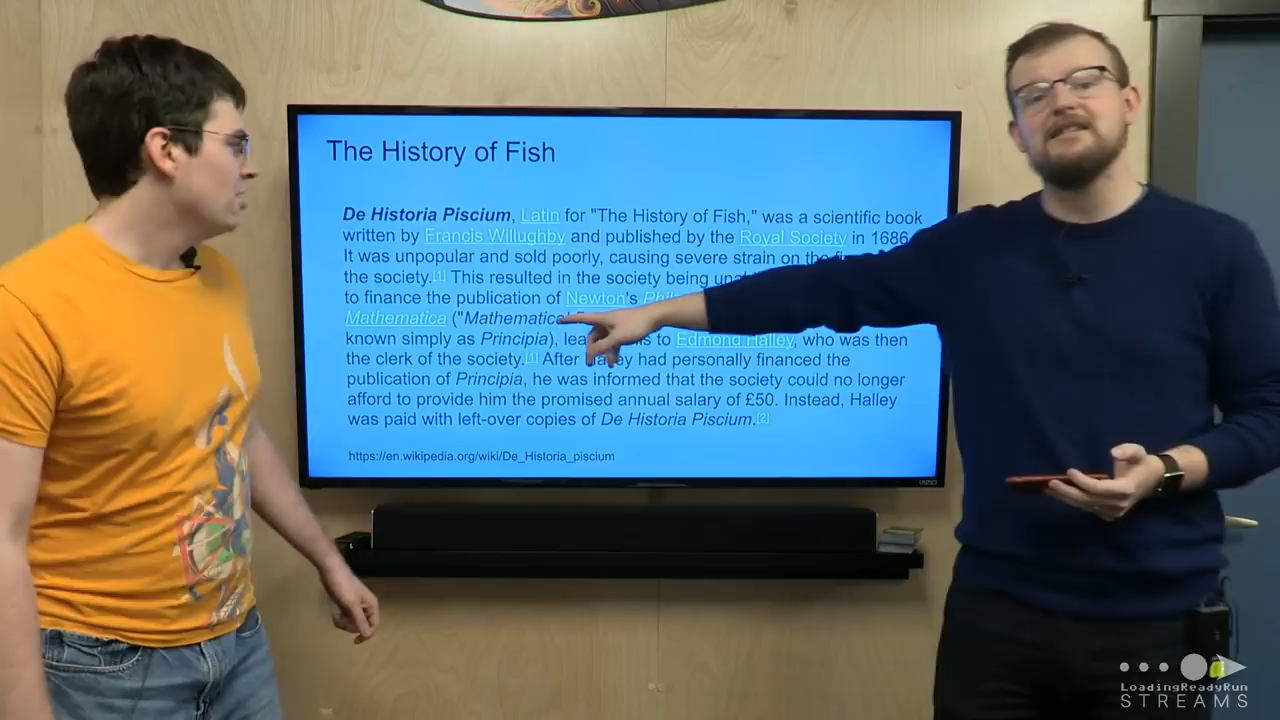 The History of Fish
De Historia Piscium, Latin for "The History of Fish," was a scientific book
written by Francis Willughby and published by the Royal Society in 1686.
It was unpopular and sold poorly, causing severe strain on the
the society.[1] This resulted in the society being
to finance the publication of Newton's
Mathematica ("Mathematical
known simply as Principia), to Edmond Halley, who was then
the clerk of the society.[1] After had personally financed the
publication of Principia, he was informed that the society could no longer
afford to provide him the promised annual salary of £50. Instead, Halley
was paid with left-over copies of De Historia Piscium.[2]
https://en.wikipedia.org/wiki/De_Historia_piscium
VIZIO
LoadingReadyRun
STREAMS